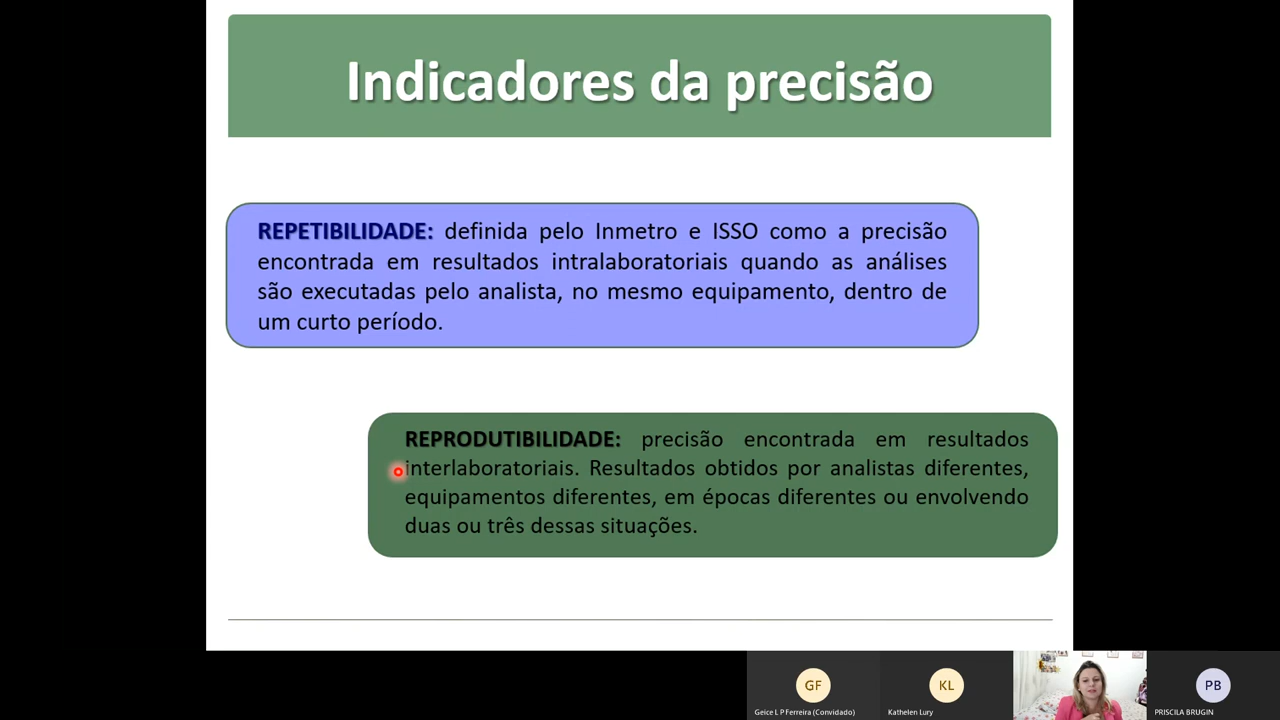 Indicadores da precisão
REPETIBILIDADE: definida pelo Inmetro e ISSO como a precisão
encontrada em resultados intralaboratoriais quando as análises
são executadas pelo analista, no mesmo equipamento, dentro de
um curto período.
REPRODUTIBILIDADE: precisão encontrada em resultados
interlaboratoriais. Resultados obtidos por analistas diferentes,
equipamentos diferentes, em épocas diferentes ou envolvendo
duas ou três dessas situações.
GF
KL
PB
Geice L P Ferreira (Convidado)
Kathelen Lury
PRISCILA BRUGIN